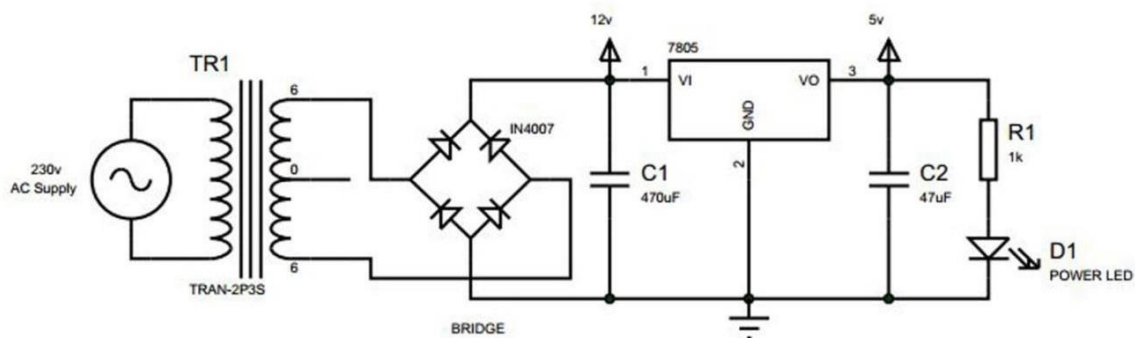 TR1
230v
AC Supply
TRAN-2P3S
6
0
6
IN4007
BRIDGE
12v
1
7805
VI
VO
GND
2
3
C1
470uF
5v
C2
47uF
R1
1k
D1
POWER LED